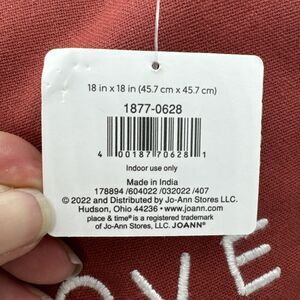 18 in x 18 in (45.7 cm x 45.7 cm)
1877-0628
4 00187 70628 1
Indoor use only
Made in India
178894 /604022 /032022 /407
© 2022 and Distributed by Jo-Ann Stores LLC.
Hudson, Ohio 44236 • www.joann.com
place & time® is a registered trademark
of Jo-Ann Stores, LLC. JOANN®
OVE